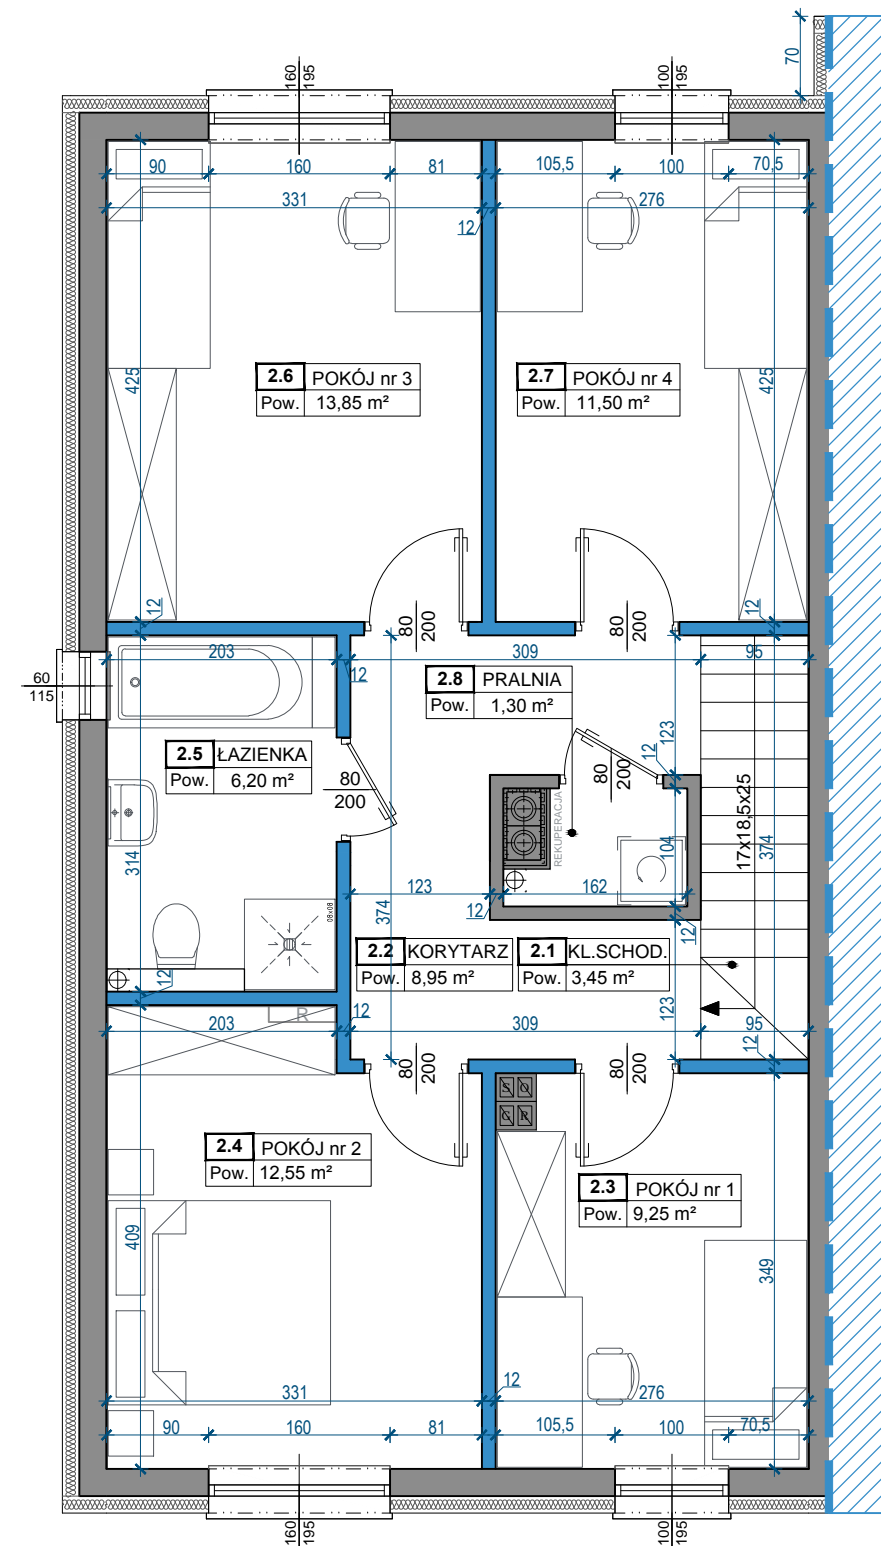 70
160
195
100
195
90
160
81
105,5
100
70,5
331
12
276
2.6 POKÓJ nr 3
Pow. 13,85 m²
2.7 POKÓJ nr 4
Pow. 11,50 m²
425
425
12
12
80
200
80
200
203
12
309
95
60
115
2.8 PRALNIA
Pow. 1,30 m²
123
12
2.5 ŁAZIENKA
Pow. 6,20 m²
80
200
80
200
REKUPERACJA
17x18,5x25
374
104
314
123
12
162
374
12
80x80
2.2 KORYTARZ
Pow. 8,95 m²
2.1 KL.SCHOD.
Pow. 3,45 m²
12
123
203
R
12
309
95
12
80
200
80
200
S
O
G
R
2.4 POKÓJ nr 2
Pow. 12,55 m²
2.3 POKÓJ nr 1
Pow. 9,25 m²
409
349
331
12
276
90
160
81
105,5
100
70,5
160
195
100
195